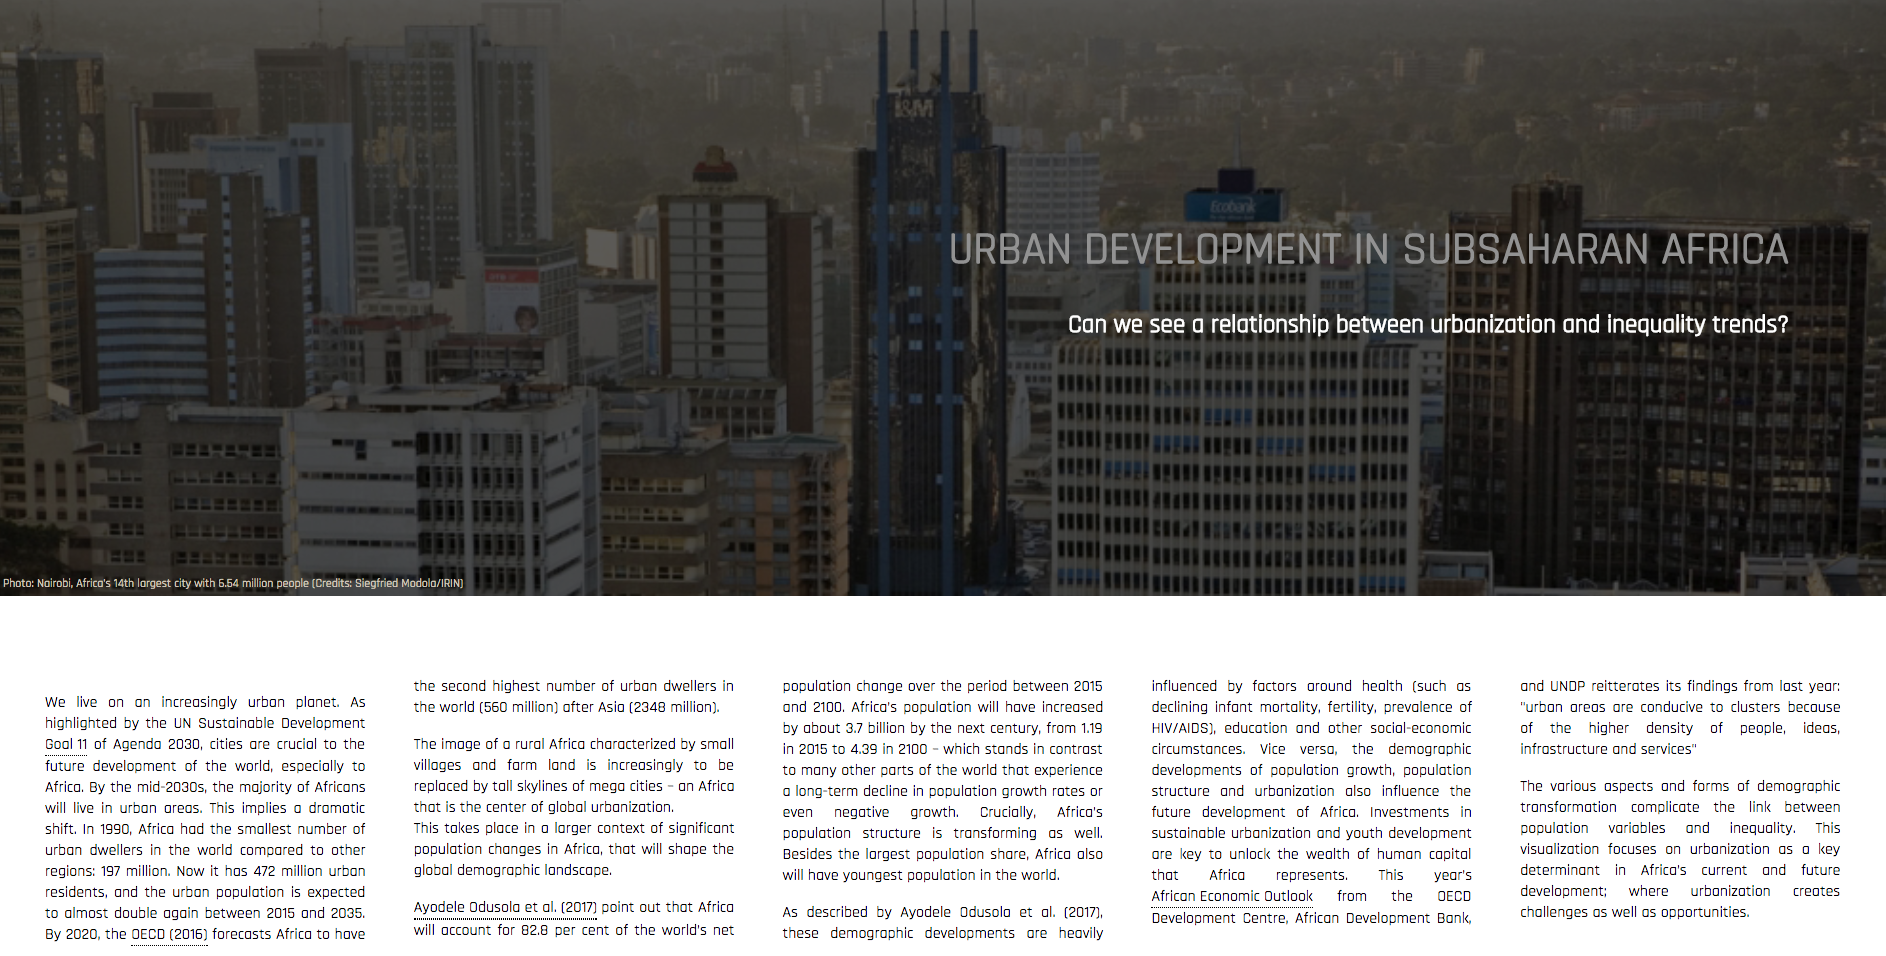 I&M
Ecobank
URBAN DEVELOPMENT IN SUBSAHARAN AFRICA
Can we see a relationship between urbanization and inequality trends?
Photo: Nairobi, Africa's 14th largest city with 6.54 million people (Credits: Siegfried Modola/IRIN)
We live on an increasingly urban planet. As
highlighted by the UN Sustainable Development
Goal 11 of Agenda 2030, cities are crucial to the
future development of the world, especially to
Africa. By the mid-2030s, the majority of Africans
will live in urban areas. This implies a dramatic
shift. In 1990, Africa had the smallest number of
urban dwellers in the world compared to other
regions: 197 million. Now it has 472 million urban
residents, and the urban population is expected
to almost double again between 2015 and 2035.
By 2020, the OECD (2016) forecasts Africa to have
the second highest number of urban dwellers in
the world (560 million) after Asia (2348 million).
The image of a rural Africa characterized by small
villages and farm land is increasingly to be
replaced by tall skylines of mega cities – an Africa
that is the center of global urbanization.
This takes place in a larger context of significant
population changes in Africa, that will shape the
global demographic landscape.
Ayodele Odusola et al. (2017) point out that Africa
will account for 82.8 per cent of the world's net
population change over the period between 2015
and 2100. Africa's population will have increased
by about 3.7 billion by the next century, from 1.19
in 2015 to 4.39 in 2100 – which stands in contrast
to many other parts of the world that experience
a long-term decline in population growth rates or
even negative growth. Crucially, Africa's
population structure is transforming as well.
Besides the largest population share, Africa also
will have youngest population in the world.
As described by Ayodele Odusola et al. (2017),
these demographic developments are heavily
influenced by factors around health (such as
declining infant mortality, fertility, prevalence of
HIV/AIDS), education and other social-economic
circumstances. Vice versa, the demographic
developments of population growth, population
structure and urbanization also influence the
future development of Africa. Investments in
sustainable urbanization and youth development
are key to unlock the wealth of human capital
that Africa represents. This year's
African Economic Outlook from the OECD
Development Centre, African Development Bank,
and UNDP reitterates its findings from last year:
"urban areas are conducive to clusters because
of the higher density of people, ideas,
infrastructure and services"
The various aspects and forms of demographic
transformation complicate the link between
population variables and inequality. This
visualization focuses on urbanization as a key
determinant in Africa's current and future
development; where urbanization creates
challenges as well as opportunities.